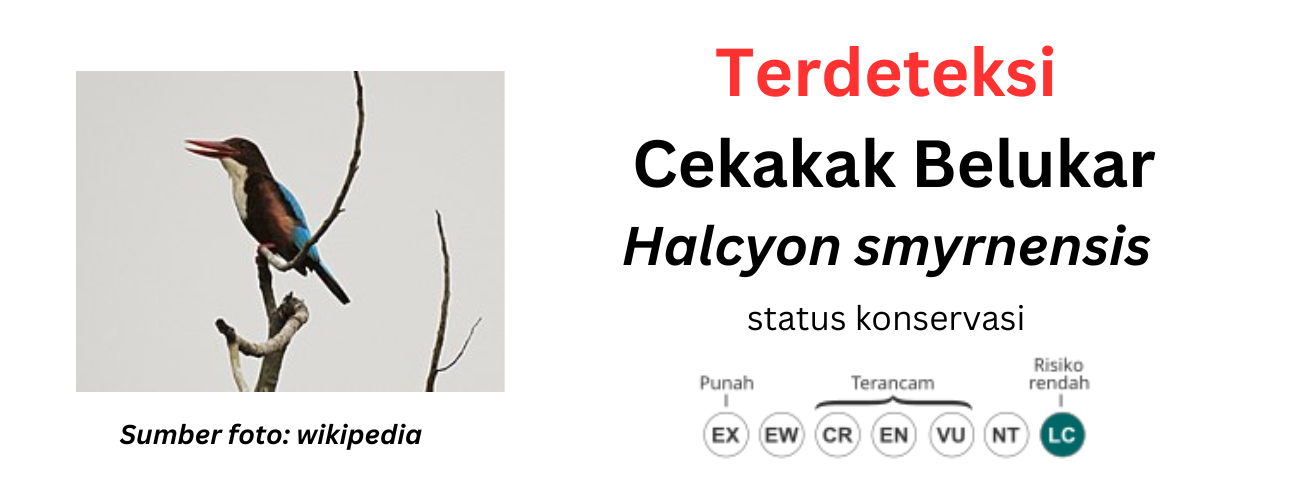 Terdeteksi
Cekakak Belukar
Halcyon smyrnensis
status konservasi
Punah
Terancam
Risiko
rendah
EX EW CR EN VU NT LC
Sumber foto: wikipedia